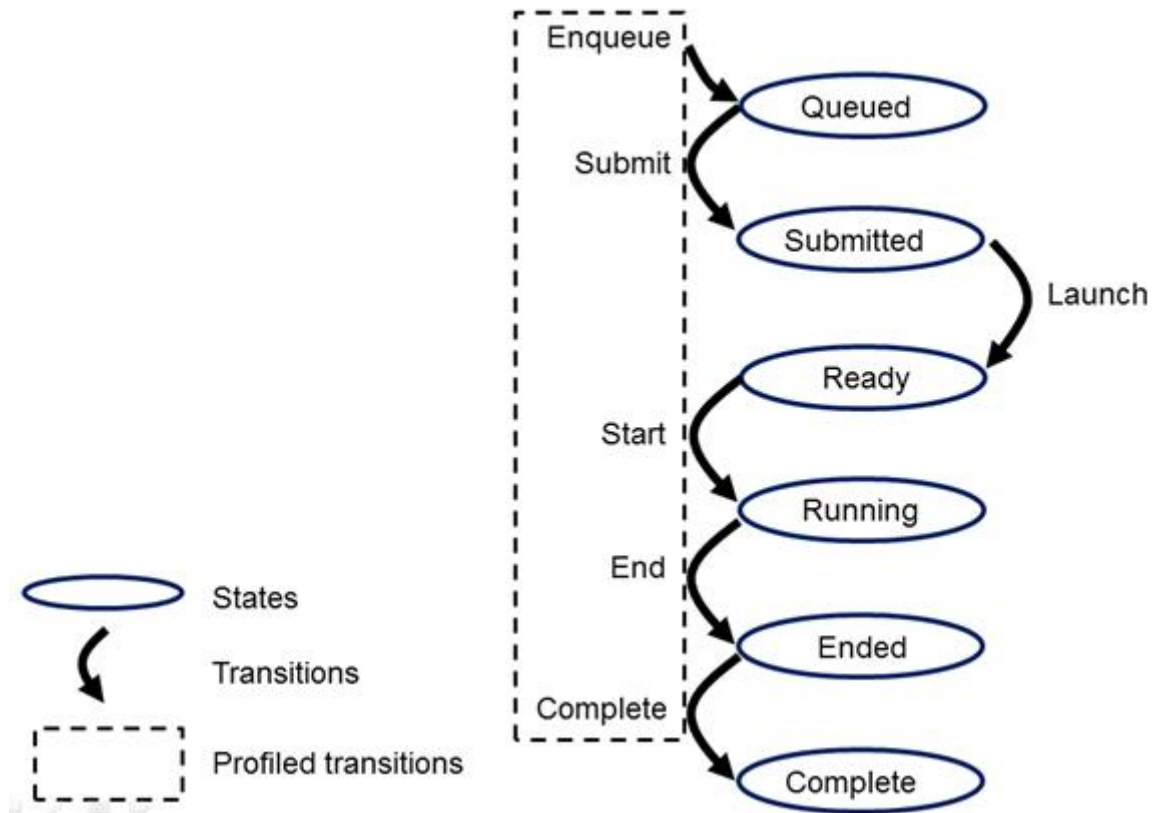 Enqueue
Queued
Submit
Submitted
Launch
Ready
Start
Running
End
States
Ended
Transitions
Complete
Profiled transitions
Complete